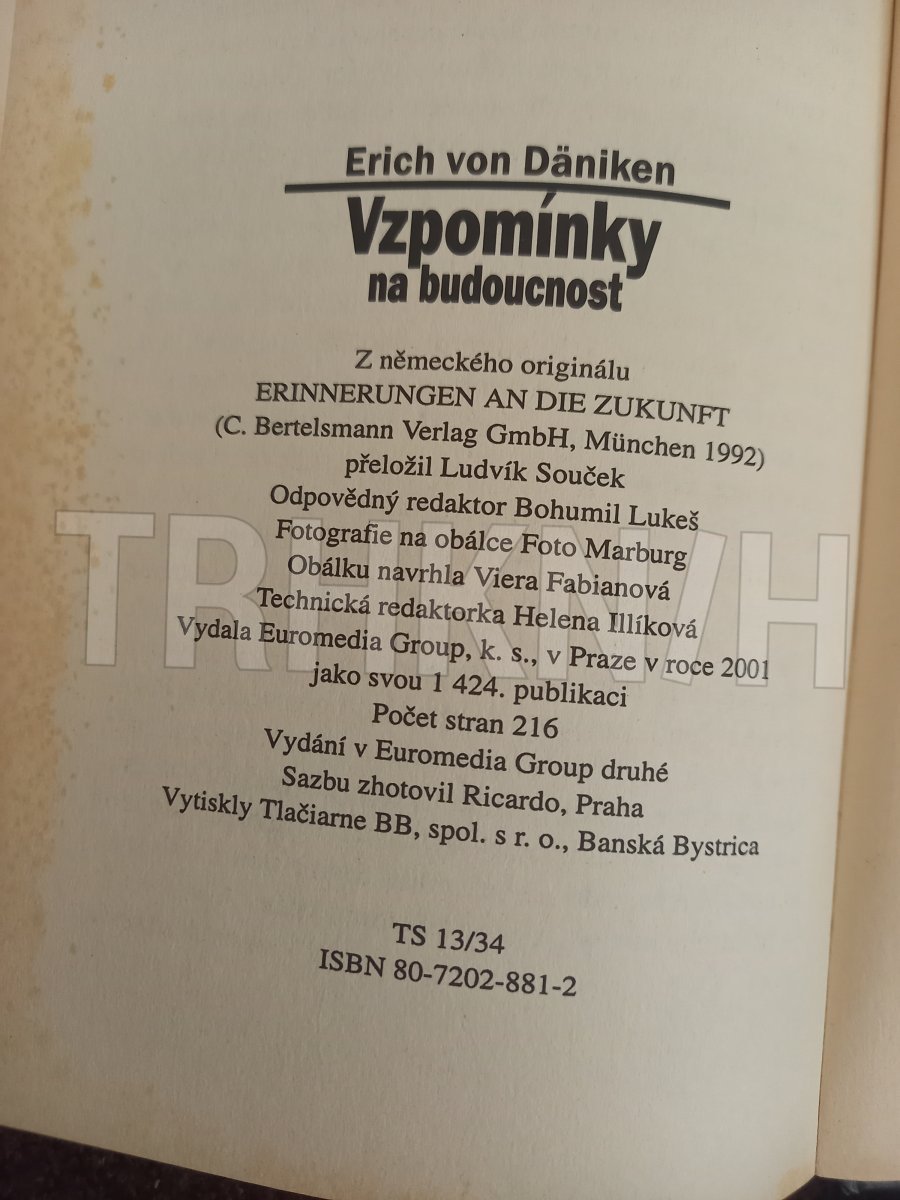 Erich von Däniken
Vzpomínky
na budoucnost
Z německého originálu
ERINNERUNGEN AN DIE ZUKUNFT
(C. Bertelsmann Verlag GmbH, München 1992)
přeložil Ludvík Souček
Odpovědný redaktor Bohumil Lukeš
Fotografie na obálce Foto Marburg
Obálku navrhla Viera Fabianová
Technická redaktorka Helena Illíková
Vydala Euromedia Group, k. s., v Praze v roce 2001
jako svou 1 424. publikaci
Počet stran 216
Vydání v Euromedia Group druhé
Sazbu zhotovil Ricardo, Praha
Vytiskly Tlačiarne BB, spol. s r. o., Banská Bystrica
TS 13/34
ISBN 80-7202-881-2